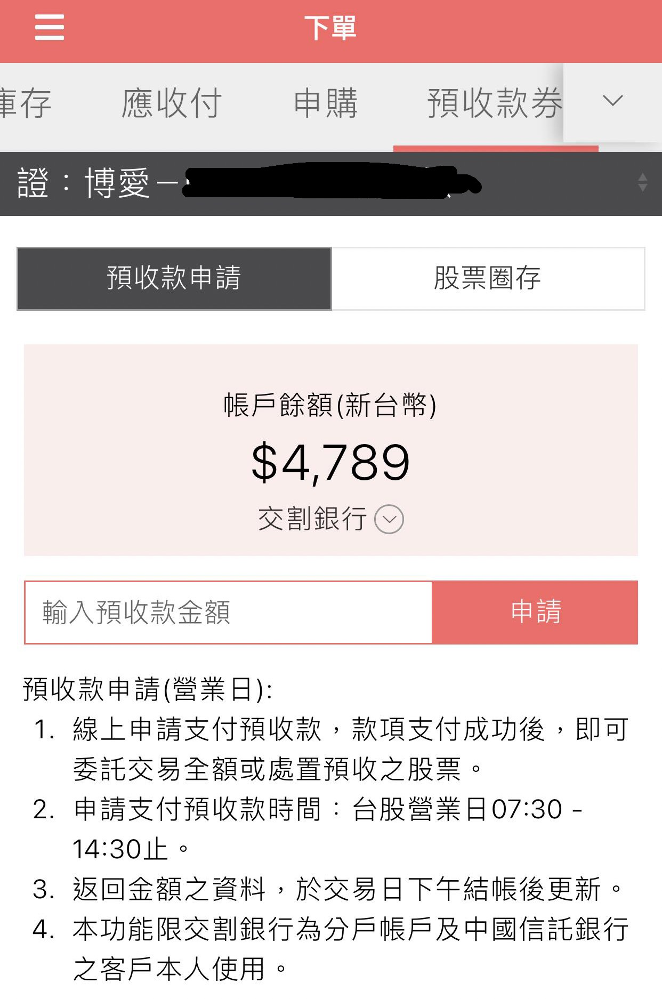 下單
庫存 應收付 申購 預收款券
證：博愛－
預收款申請 股票圈存
帳戶餘額(新台幣)
$4,789
交割銀行
輸入預收款金額 申請
預收款申請(營業日):
1. 線上申請支付預收款，款項支付成功後，即可
委託交易全額或處置預收之股票。
2. 申請支付預收款時間：台股營業日07:30 -
14:30止。
3. 返回金額之資料，於交易日下午結帳後更新。
4. 本功能限交割銀行為分戶帳戶及中國信託銀行
之客戶本人使用。